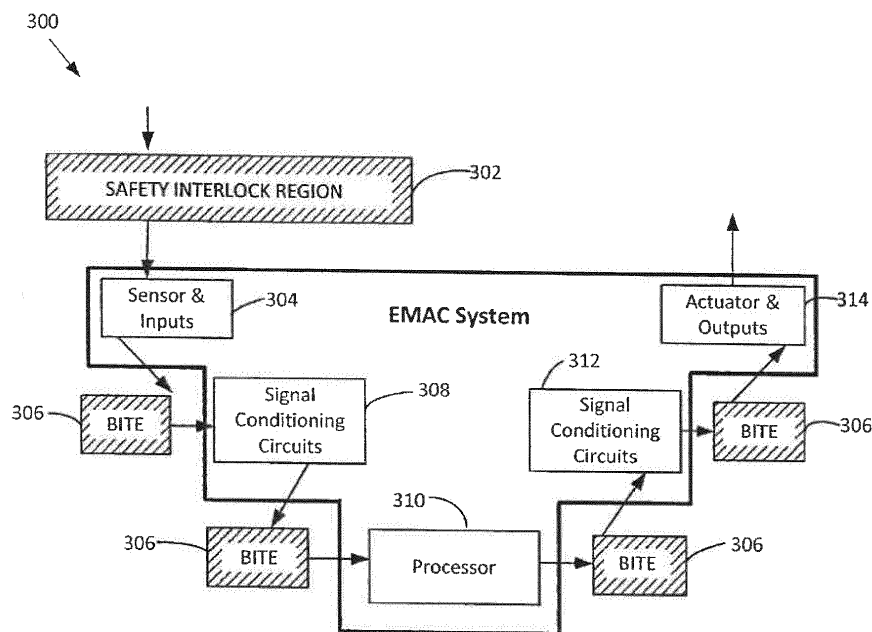 300
SAFETY INTERLOCK REGION
302
Sensor &
Inputs
304
EMAC System
Actuator &
Outputs
314
306
BITE
Signal
Conditioning
Circuits
308
312
Signal
Conditioning
Circuits
BITE
306
306
BITE
310
Processor
BITE
306